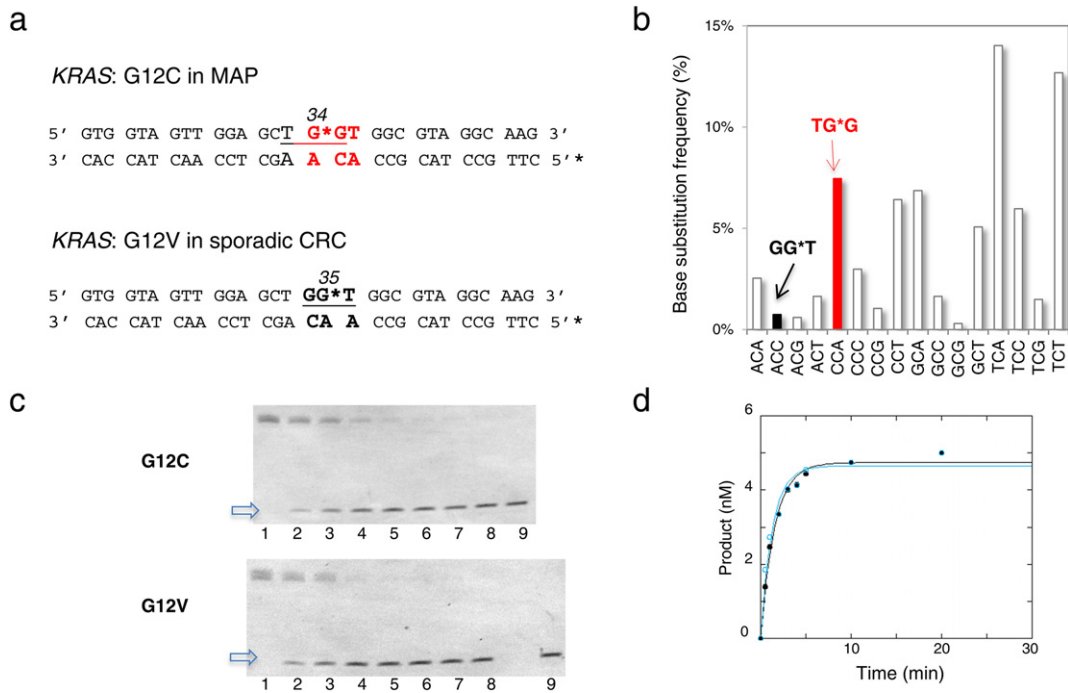 a
KRAS: G12C in MAP
34
5′ GTG GTA GTT GGA GCT G*GT GGC GTA GGC AAG 3′
3′ CAC CAT CAA CCT CGA A CA CCG CAT CCG TTC 5′*
KRAS: G12V in sporadic CRC
35
5′ GTG GTA GTT GGA GCT GG*T GGC GTA GGC AAG 3′
3′ CAC CAT CAA CCT CGA CA A CCG CAT CCG TTC 5′*
b
Base substitution frequency (%)
15%
10%
5%
0%
TG*G
GG*T
ACA ACC ACG ACT CCA CCC CCG CCT GCA GCC GCG GCT TCA TCC TCG TCT
c
G12C
1 2 3 4 5 6 7 8 9
G12V
1 2 3 4 5 6 7 8 9
d
Product (nM)
6
4
2
0
0 10 20 30
Time (min)